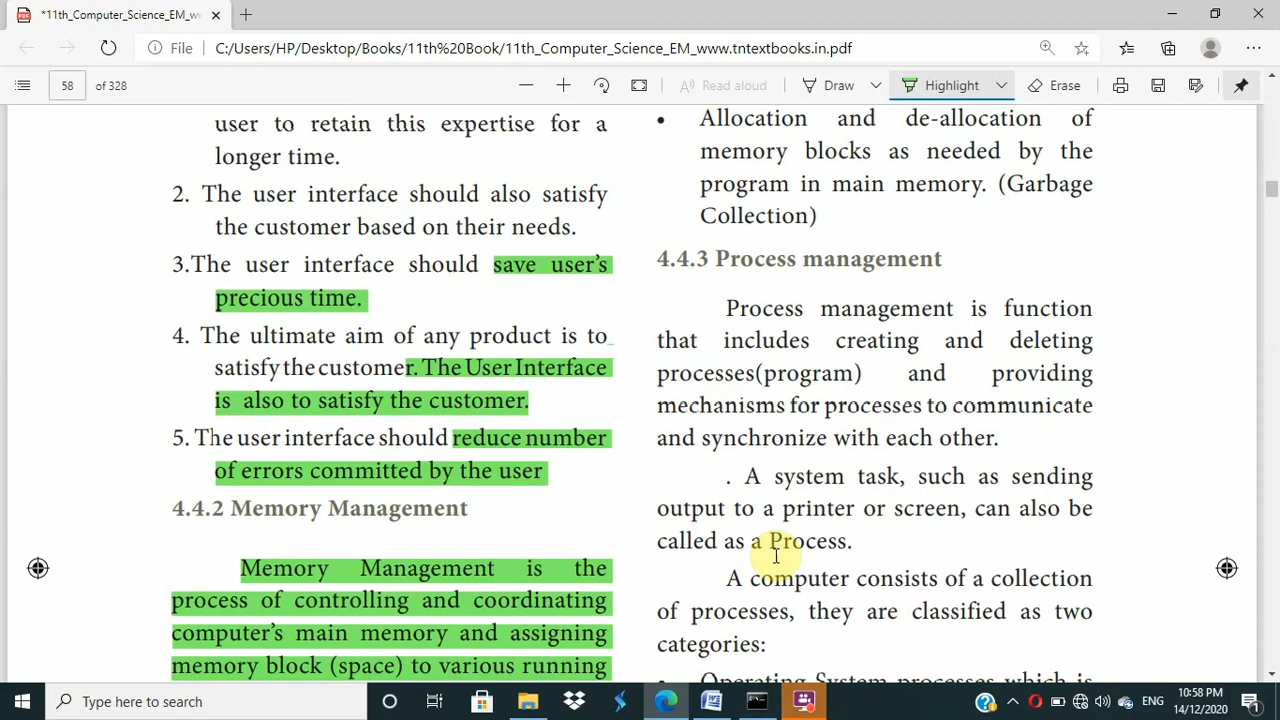 *11th_Computer_Science_EM_w
File
C:/Users/HP/Desktop/Books/11th%20Book/11th_Computer_Science_EM_www.tntextbooks.in.pdf
58 of 328
Read aloud
Draw
Highlight
Erase
user to retain this expertise for a
longer time.
2. The user interface should also satisfy
the customer based on their needs.
3.The user interface should save user's
precious time.
4. The ultimate aim of any product is to
satisfy the customer. The User Interface
is also to satisfy the customer.
5. The user interface should reduce number
of errors committed by the user
4.4.2 Memory Management
Memory Management is the
process of controlling and coordinating
computer's main memory and assigning
memory block (space) to various running
• Allocation and de-allocation of
memory blocks as needed by the
program in main memory. (Garbage
Collection)
4.4.3 Process management
Process management is function
that includes creating and deleting
processes(program) and providing
mechanisms for processes to communicate
and synchronize with each other.
. A system task, such as sending
output to a printer or screen, can also be
called as a Process.
A computer consists of a collection
of processes, they are classified as two
categories:
• Operating System processes which is
Type here to search
ENG
10:58 PM
14/12/2020